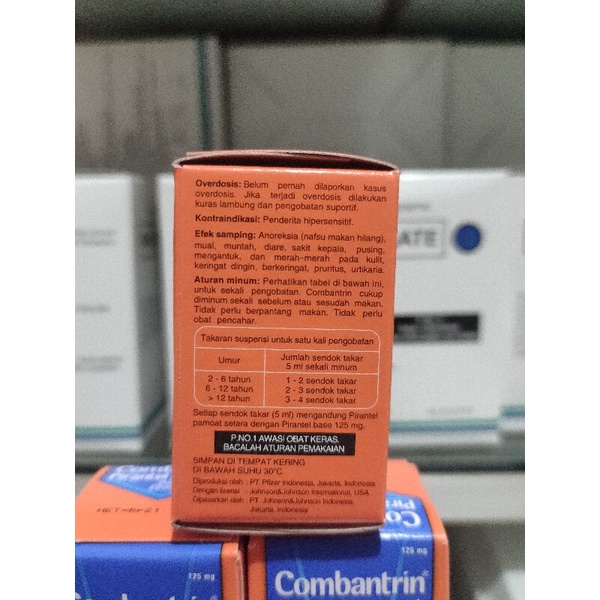 Overdosis: Belum pernah dilaporkan kasus
overdosis. Jika terjadi overdosis dilakukan
kuras lambung dan pengobatan suportif.
Kontraindikasi: Penderita hipersensitif.
Efek samping: Anoreksia (nafsu makan hilang),
mual, muntah, diare, sakit kepala, pusing,
mengantuk, dan merah-merah pada kulit,
keringat dingin, berkeringat, pruritus, urtikaria.
Aturan minum: Perhatikan tabel di bawah ini,
untuk sekali pengobatan. Combantrin cukup
diminum sekali sebelum atau sesudah makan.
Tidak perlu berpantang makan. Tidak perlu
obat pencahar.
Takaran suspensi untuk satu kali pengobatan
Umur Jumlah sendok takar
5 ml sekali minum
2 - 6 tahun 1 - 2 sendok takar
6 - 12 tahun 2 - 3 sendok takar
> 12 tahun 3 - 4 sendok takar
Setiap sendok takar (5 ml) mengandung Pirantel
pamoat setara dengan Pirantel base 125 mg.
P.NO.1 AWAS! OBAT KERAS.
BACALAH ATURAN PEMAKAIAN
SIMPAN DI TEMPAT KERING
DI BAWAH SUHU 30°C
Diproduksi oleh : PT. Pfizer Indonesia, Jakarta, Indonesia
Dengan lisensi : Johnson&Johnson International, USA
Dipasarkan oleh : PT. Johnson&Johnson Indonesia,
Jakarta, Indonesia
ATE
125 mg
Combantrin
Co
Pir
125 mg
Combantrin®